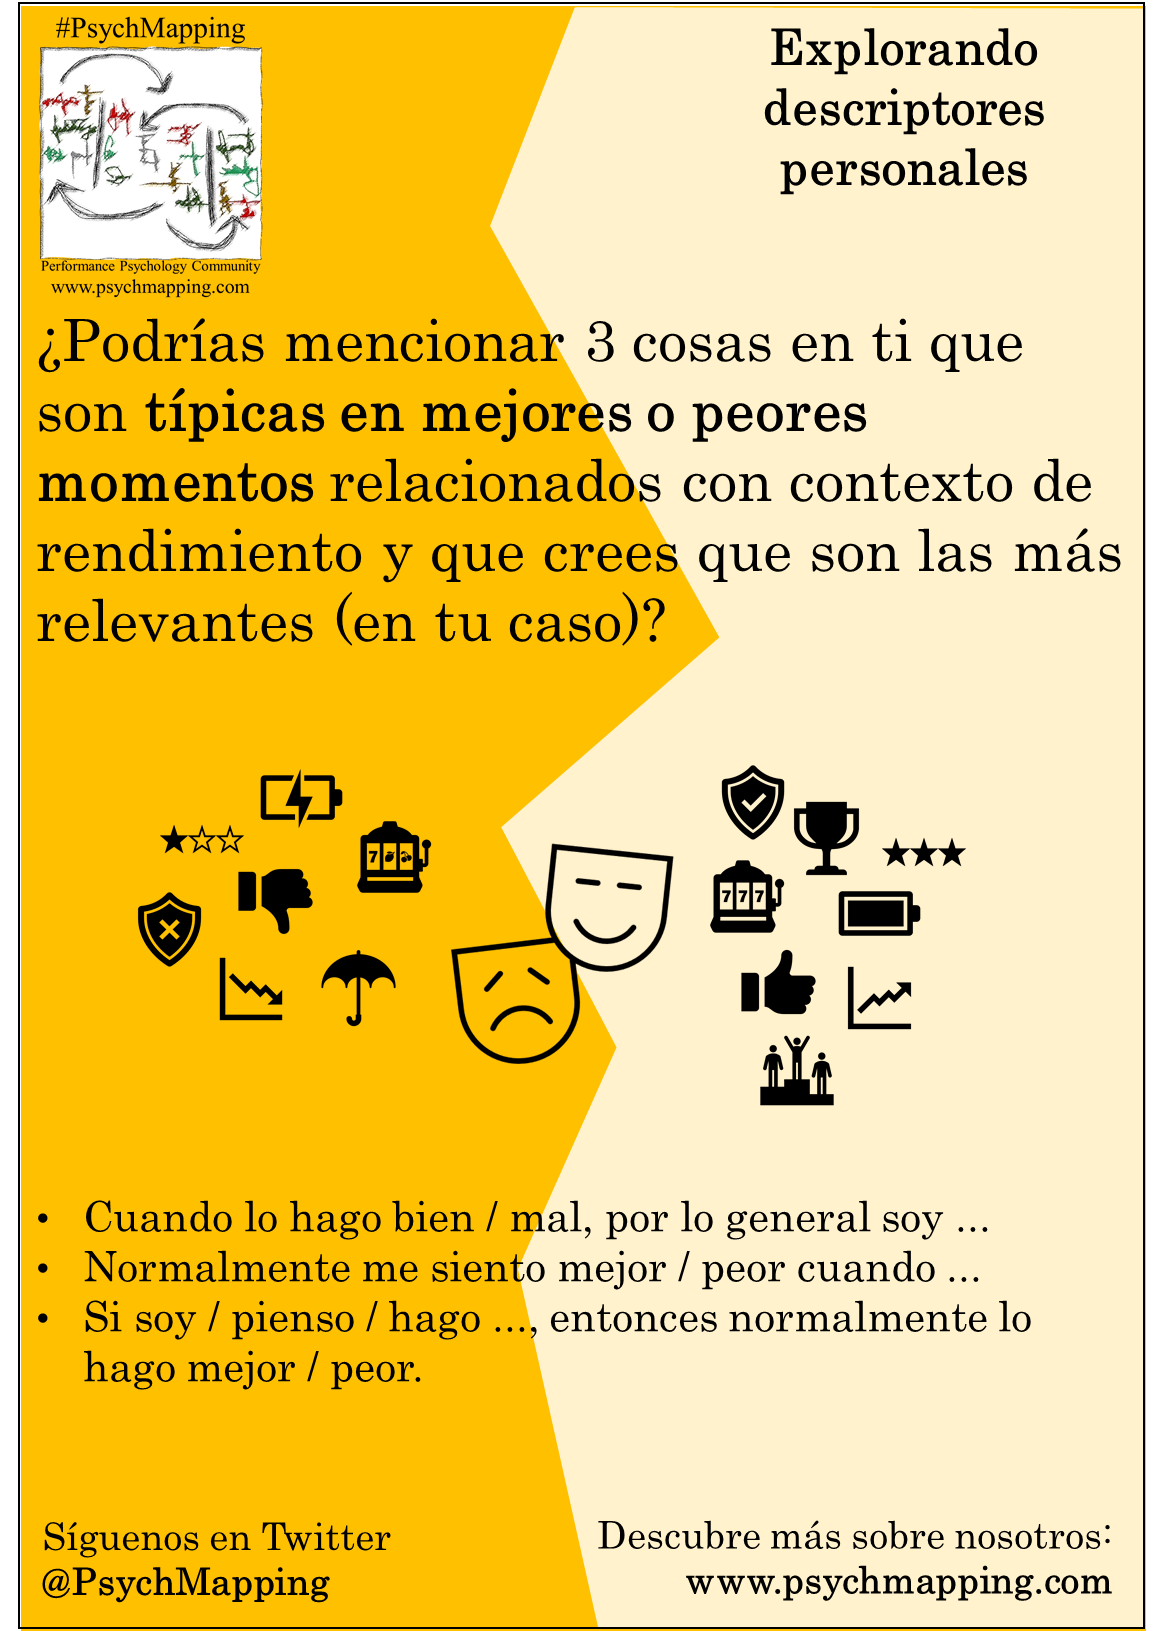 #PsychMapping
Performance Psychology Community
www.psychmapping.com
Explorando
descriptores
personales
¿Podrías mencionar 3 cosas en ti que
son típicas en mejores o peores
momentos relacionados con contexto de
rendimiento y que crees que son las más
relevantes (en tu caso)?
7
777
• Cuando lo hago bien / mal, por lo general soy ...
• Normalmente me siento mejor / peor cuando ...
• Si soy / pienso / hago ..., entonces normalmente lo
hago mejor / peor.
Síguenos en Twitter
@PsychMapping
Descubre más sobre nosotros:
www.psychmapping.com